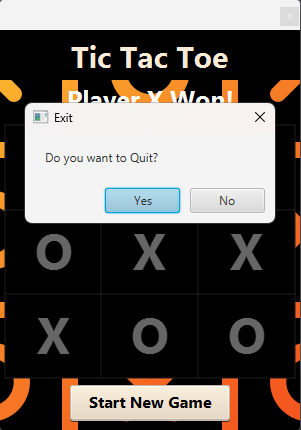 Tic Tac Toe
Player X Won!
Exit
Do you want to Quit?
Yes No
O X X
X O O
Start New Game